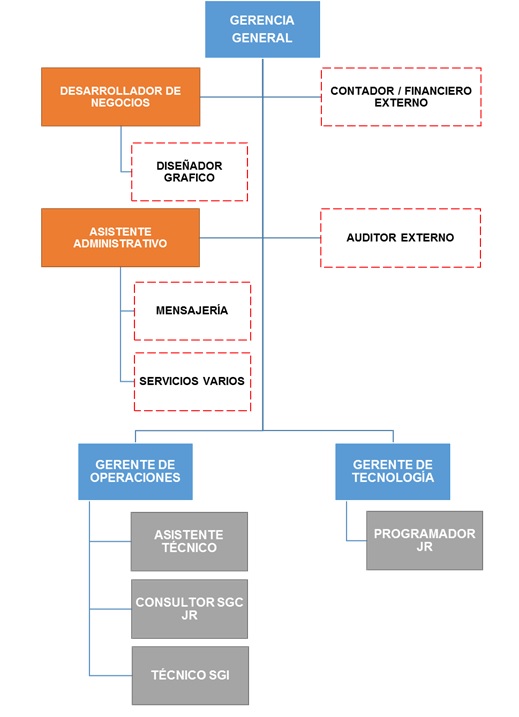 GERENCIA
GENERAL
DESARROLLADOR DE
NEGOCIOS
CONTADOR / FINANCIERO
EXTERNO
DISEÑADOR
GRAFICO
ASISTENTE
ADMINISTRATIVO
AUDITOR EXTERNO
MENSAJERÍA
SERVICIOS VARIOS
GERENTE DE
OPERACIONES
GERENTE DE
TECNOLOGÍA
ASISTENTE
TÉCNICO
PROGRAMADOR
JR
CONSULTOR SGC
JR
TÉCNICO SGI